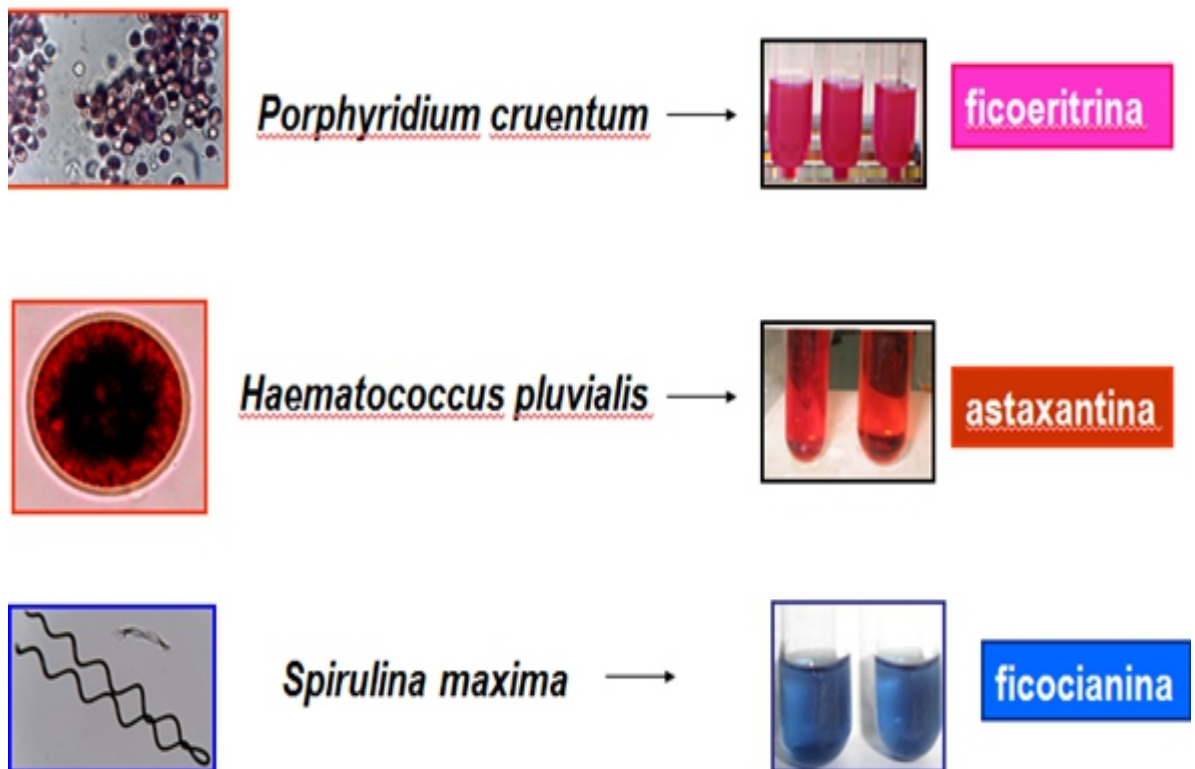 Porphyridium cruentum
ficoeritrina
Haematococcus pluvialis
astaxantina
Spirulina maxima
ficocianina